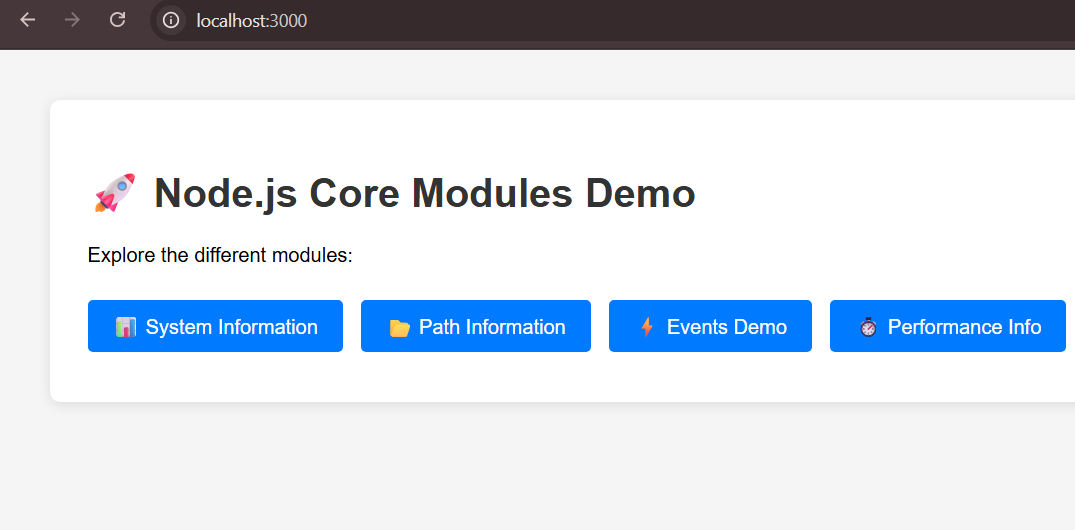 localhost:3000
🚀 Node.js Core Modules Demo
Explore the different modules:
📊 System Information 📁 Path Information ⚡ Events Demo ⏱ Performance Info